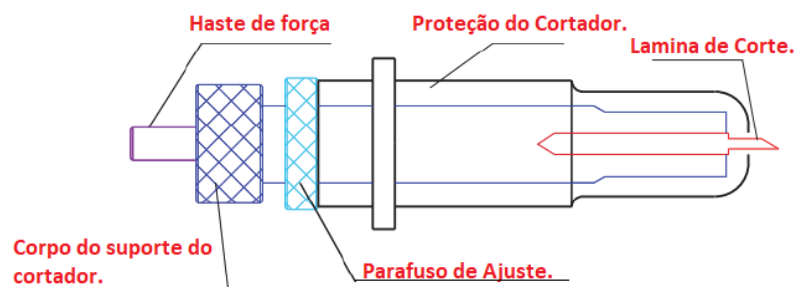 Haste de força
Proteção do Cortador.
Lamina de Corte.
Corpo do suporte do
cortador.
Parafuso de Ajuste.